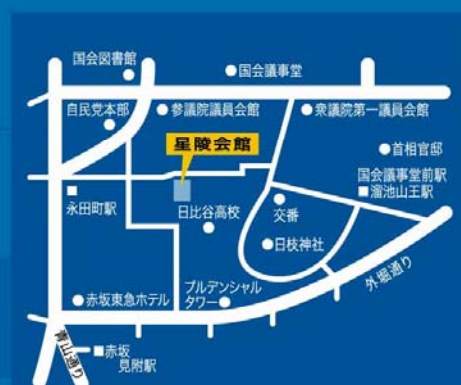 国会図書館
国会議事堂
自民党本部
参議院議員会館
衆議院第一議員会館
星陵会館
首相官邸
国会議事堂前駅
溜池山王駅
永田町駅
日比谷高校
交番
日枝神社
外堀通り
プルデンシャル
タワー
赤坂東急ホテル
赤坂
見附駅
青山通り